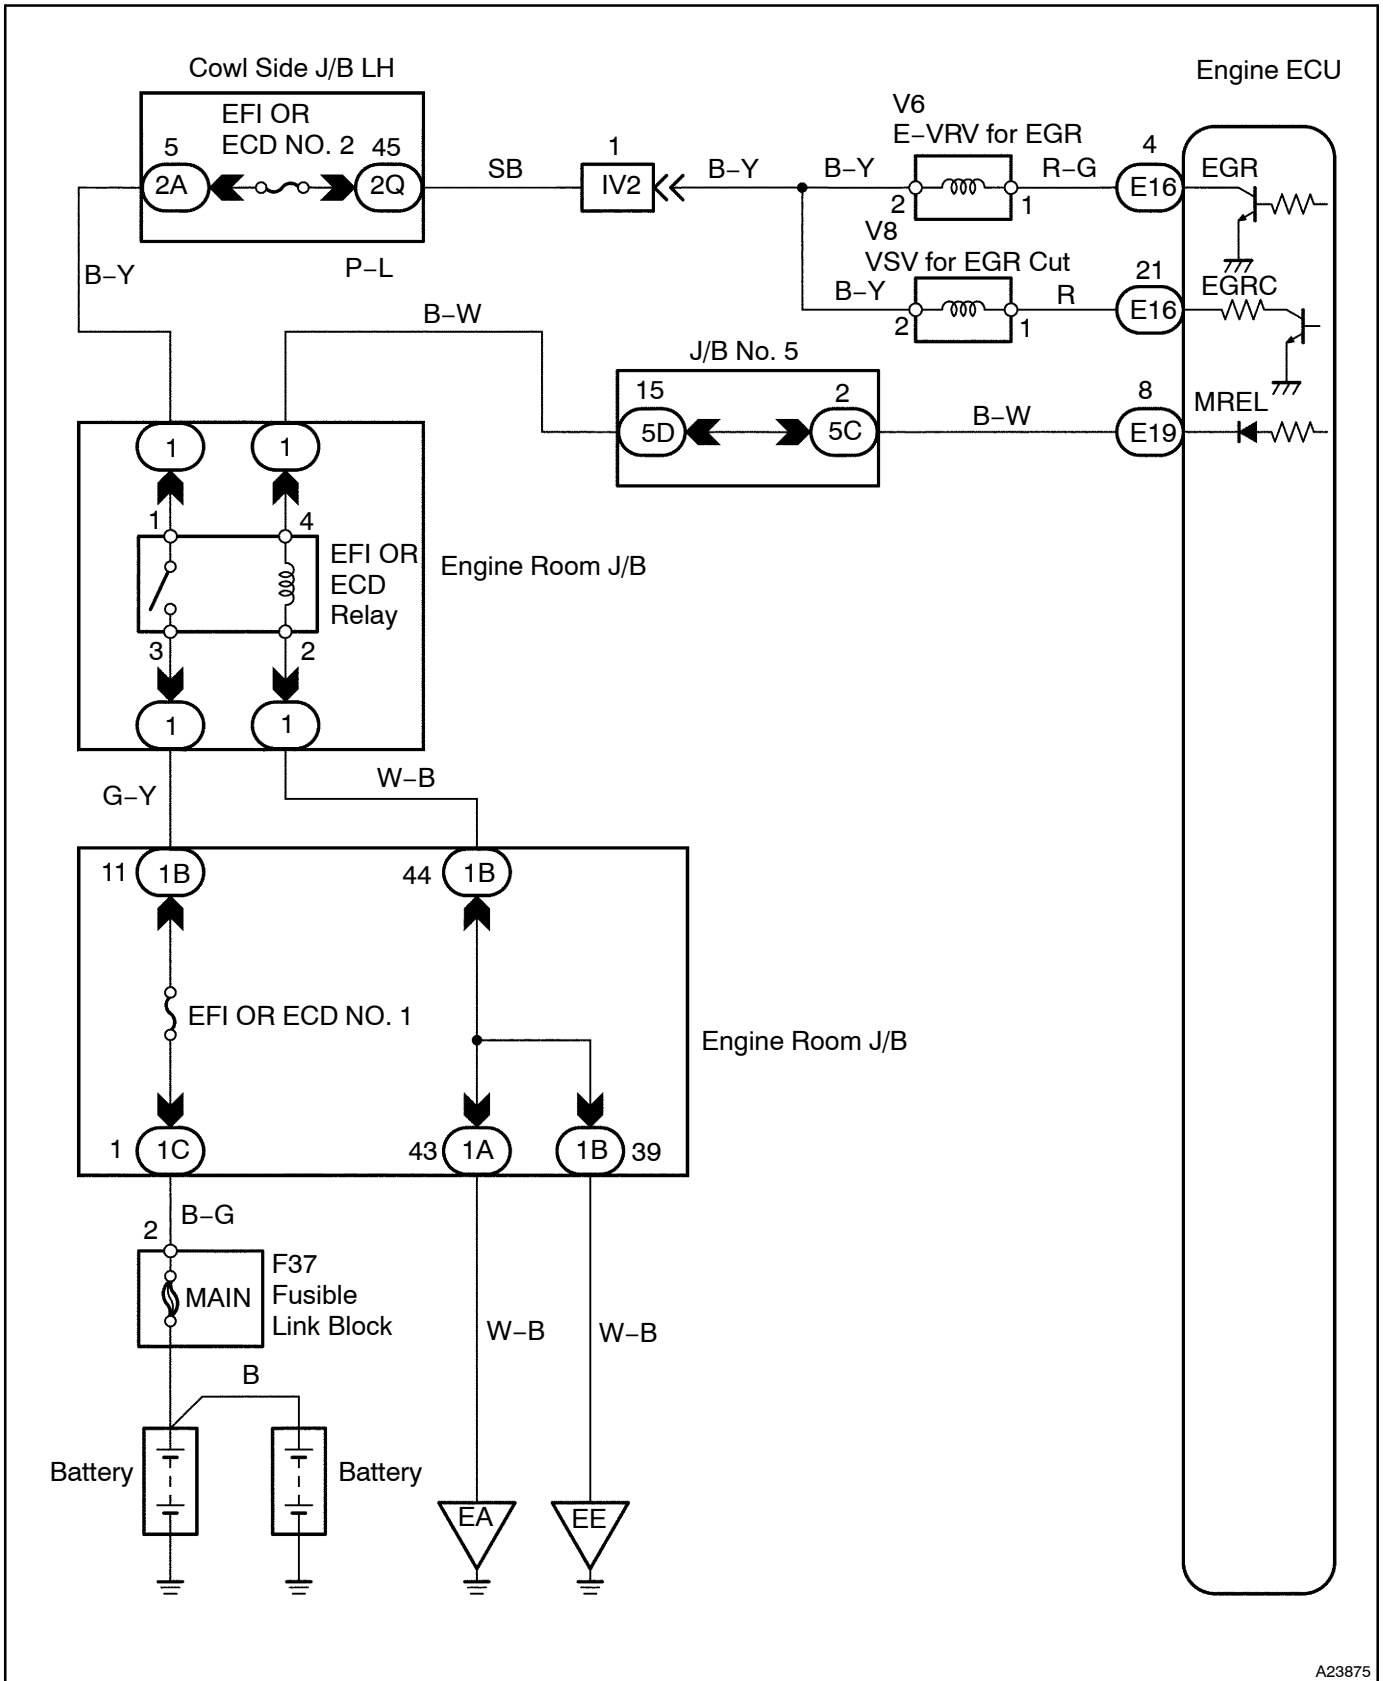 Cowl Side J/B LH
Engine ECU
EFI OR
ECD NO. 2
5
45
2A
2Q
SB
1
IV2
B–Y
B–Y
V6
E–VRV for EGR
2
1
R–G
4
E16
EGR
V8
VSV for EGR Cut
B–Y
2
1
R
21
E16
EGRC
B–Y
P–L
B–W
J/B No. 5
15
5D
2
5C
B–W
8
E19
MREL
1
1
1
4
EFI OR
ECD
Relay
Engine Room J/B
3
2
1
1
G–Y
W–B
11
1B
44
1B
EFI OR ECD NO. 1
Engine Room J/B
1
1C
43
1A
1B
39
B–G
2
MAIN
F37
Fusible
Link Block
W–B
W–B
B
Battery
Battery
EA
EE
A23875